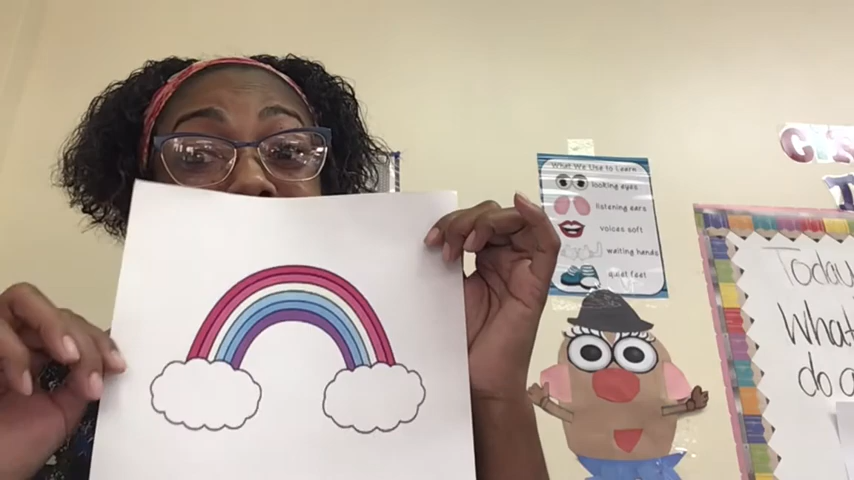 What We Use to Learn
looking eyes
listening ears
voices soft
waiting hands
quiet feet
Today
What
do